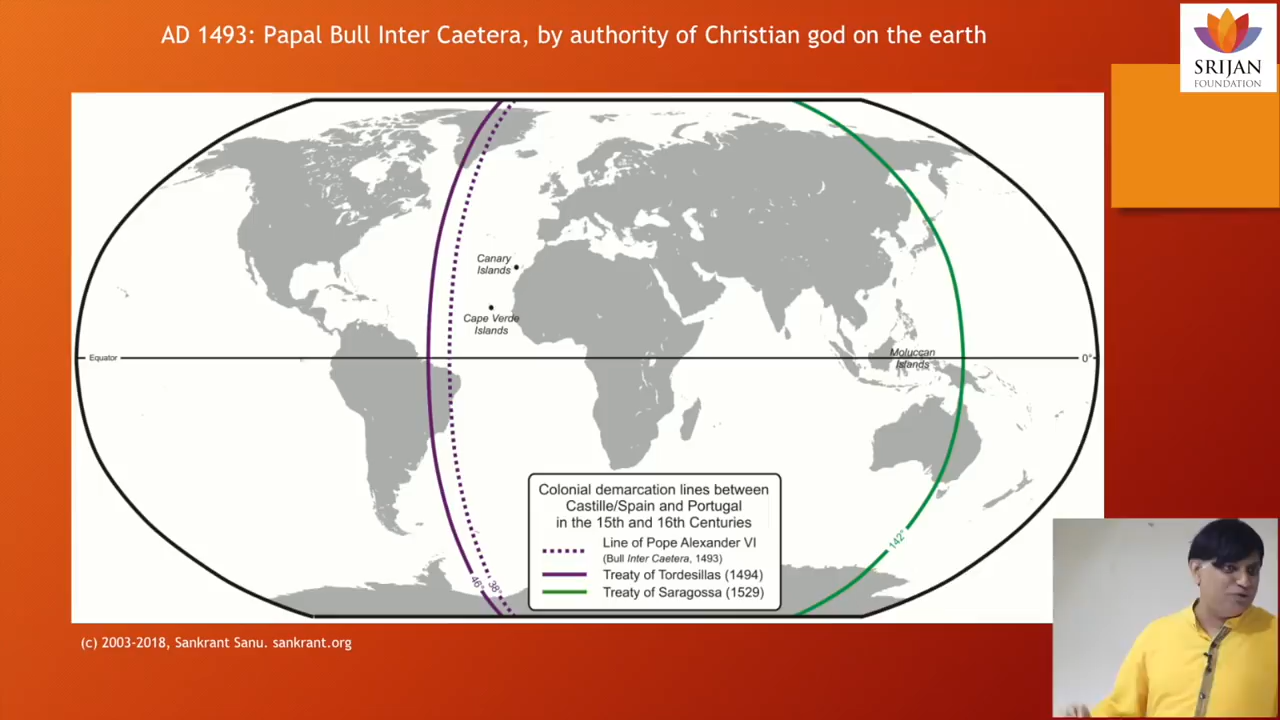 AD 1493: Papal Bull Inter Caetera, by authority of Christian god on the earth
SRIJAN
FOUNDATION
Canary
Islands
Cape Verde
Islands
Equator
Moluccan
Islands
0°
Colonial demarcation lines between
Castille/Spain and Portugal
in the 15th and 16th Centuries
Line of Pope Alexander VI
(Bull Inter Caetera, 1493)
Treaty of Tordesillas (1494)
Treaty of Saragossa (1529)
46°
38°
142°
(c) 2003-2018, Sankrant Sanu. sankrant.org